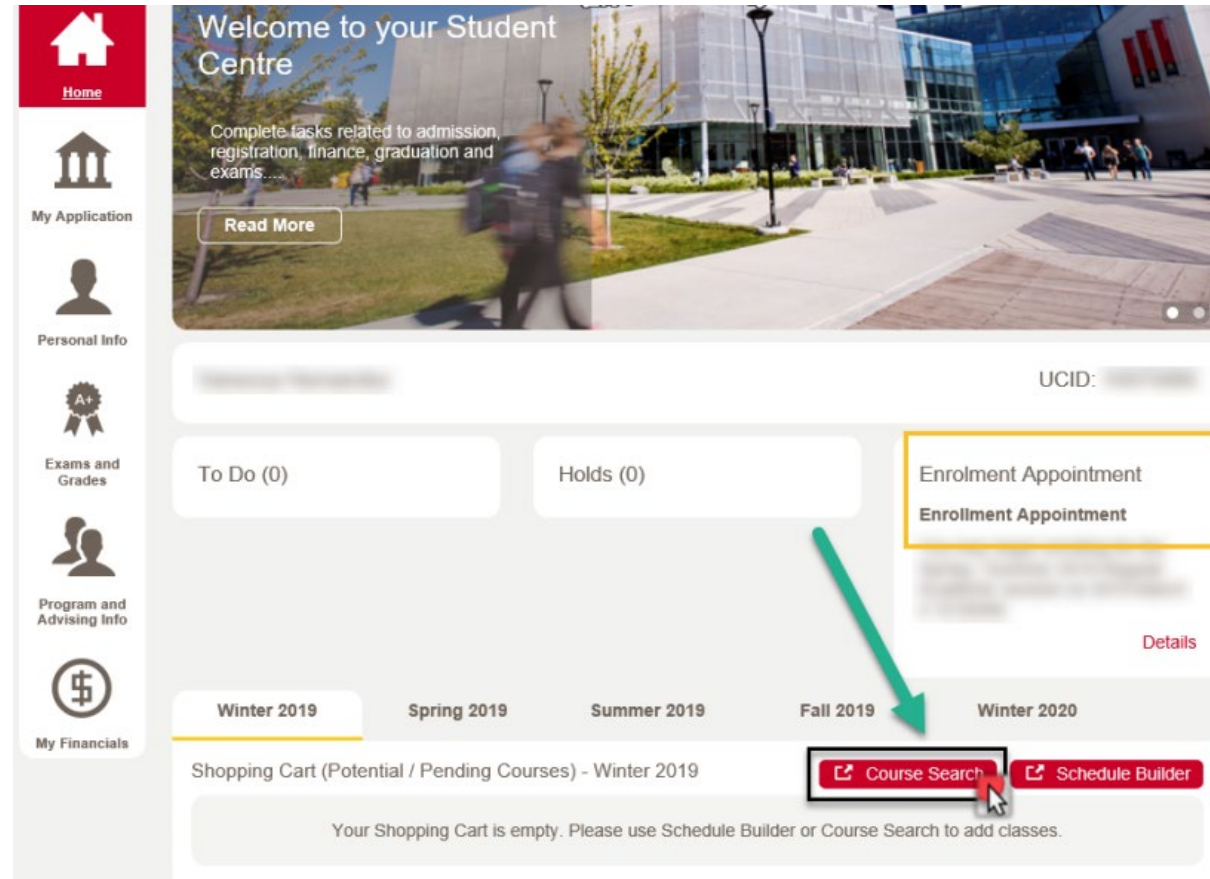 Home
My Application
Personal Info
A+
Exams and
Grades
Program and
Advising Info
$
My Financials
Welcome to your Student
Centre
Complete tasks related to admission,
registration, finance, graduation and
exams....
Read More
UCID:
To Do (0)
Holds (0)
Enrolment Appointment
Enrollment Appointment
Details
Winter 2019
Spring 2019
Summer 2019
Fall 2019
Winter 2020
Shopping Cart (Potential / Pending Courses) - Winter 2019
Course Search
Schedule Builder
Your Shopping Cart is empty. Please use Schedule Builder or Course Search to add classes.